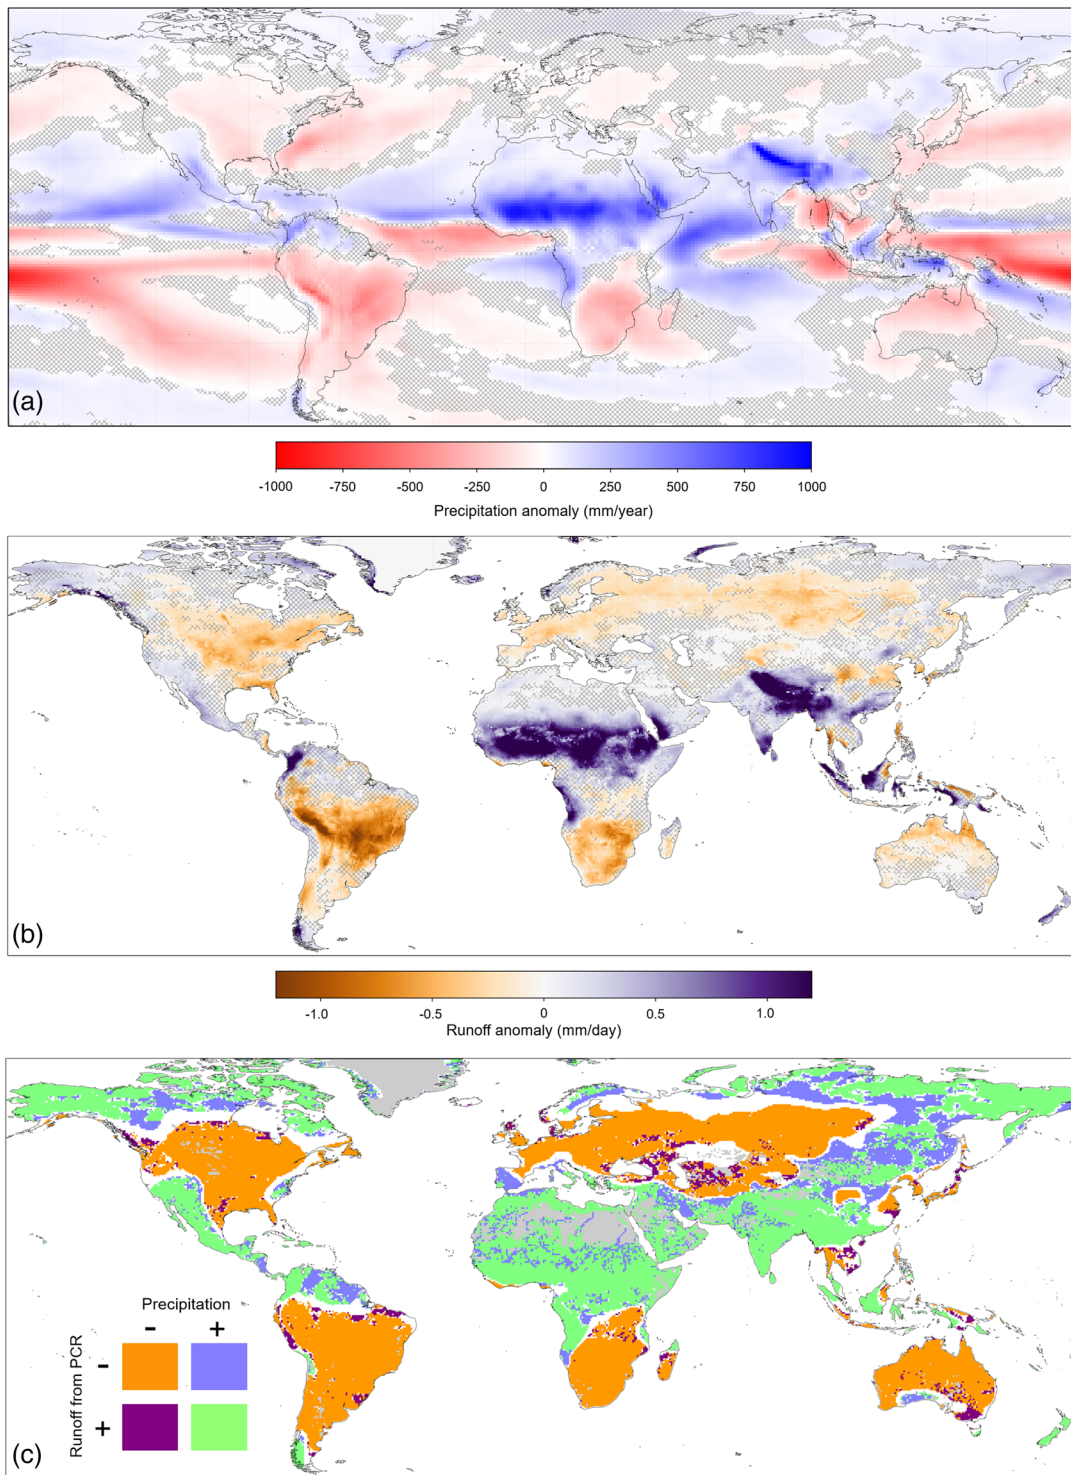 (a)
-1000 -750 -500 -250 0 250 500 750 1000
Precipitation anomaly (mm/year)
(b)
-1.0 -0.5 0 0.5 1.0
Runoff anomaly (mm/day)
Precipitation
- +
Runoff from PCR
-
+
(c)